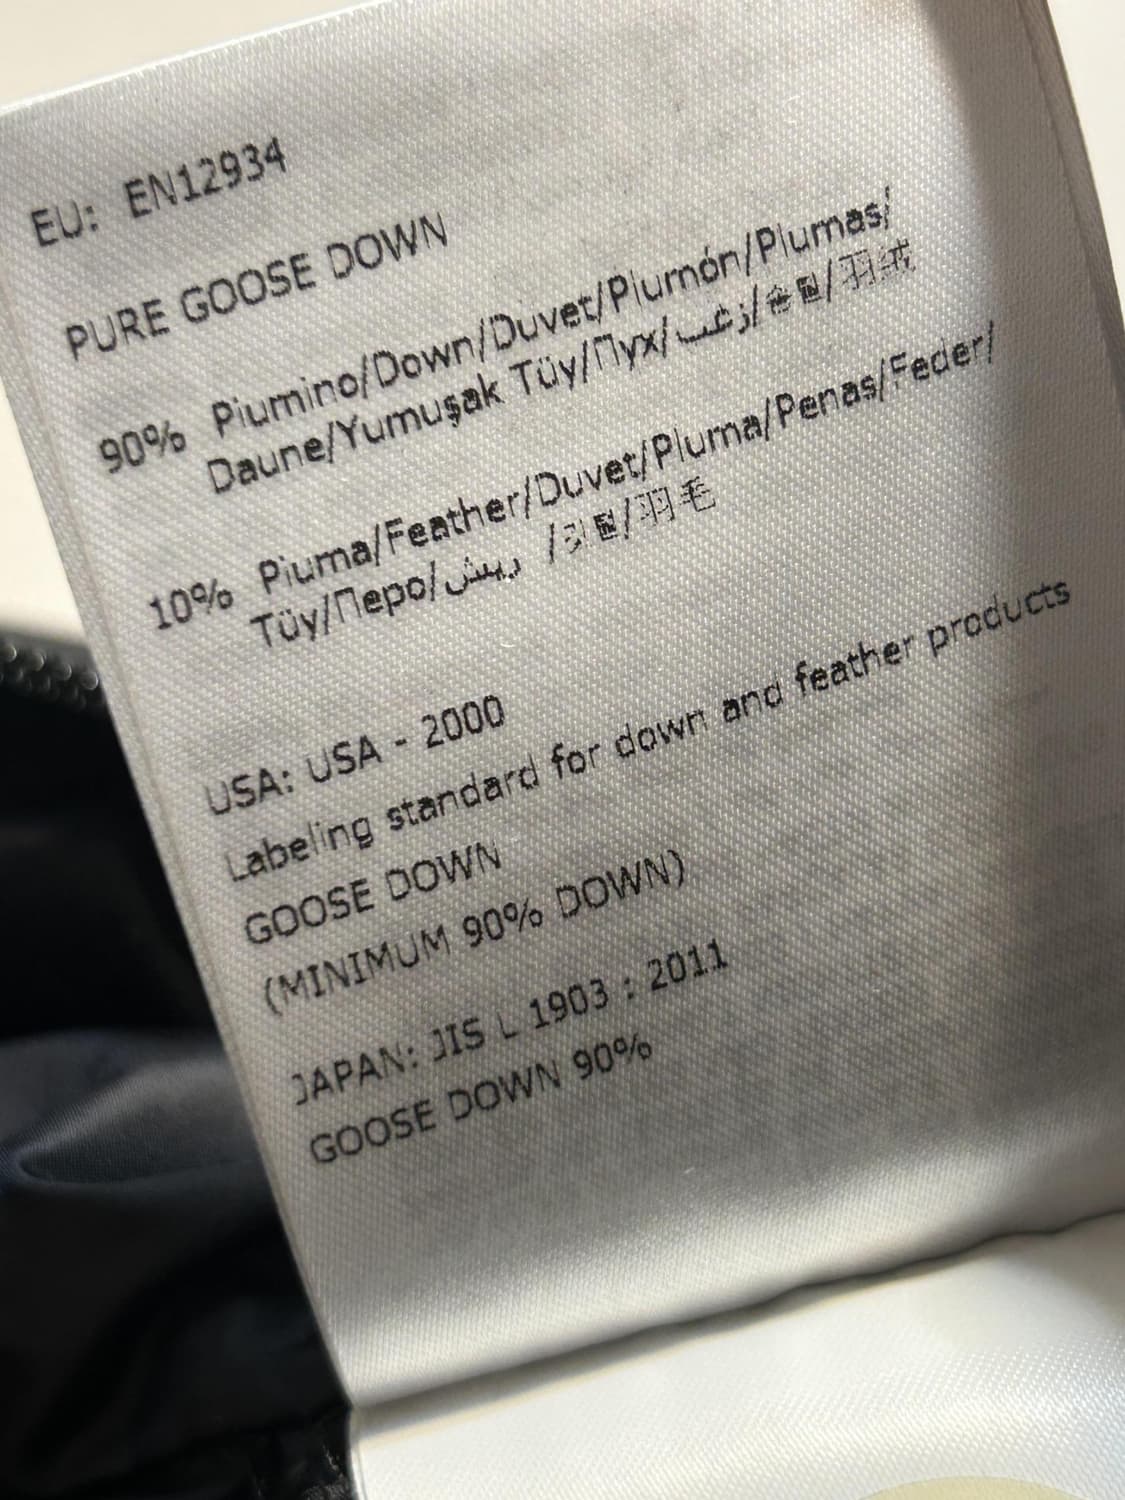 EU: EN12934
PURE GOOSE DOWN
90% Piumino/Down/Duvet/Plumón/Plumas/
Daune/Yumuşak Tüy/Пух/زغب/솜털/羽绒
10% Piuma/Feather/Duvet/Pluma/Penas/Feder/
Tüy/Перо/ريش /깃털/羽毛
USA: USA - 2000
Labeling standard for down and feather products
GOOSE DOWN
(MINIMUM 90% DOWN)
JAPAN: JIS L 1903 : 2011
GOOSE DOWN 90%